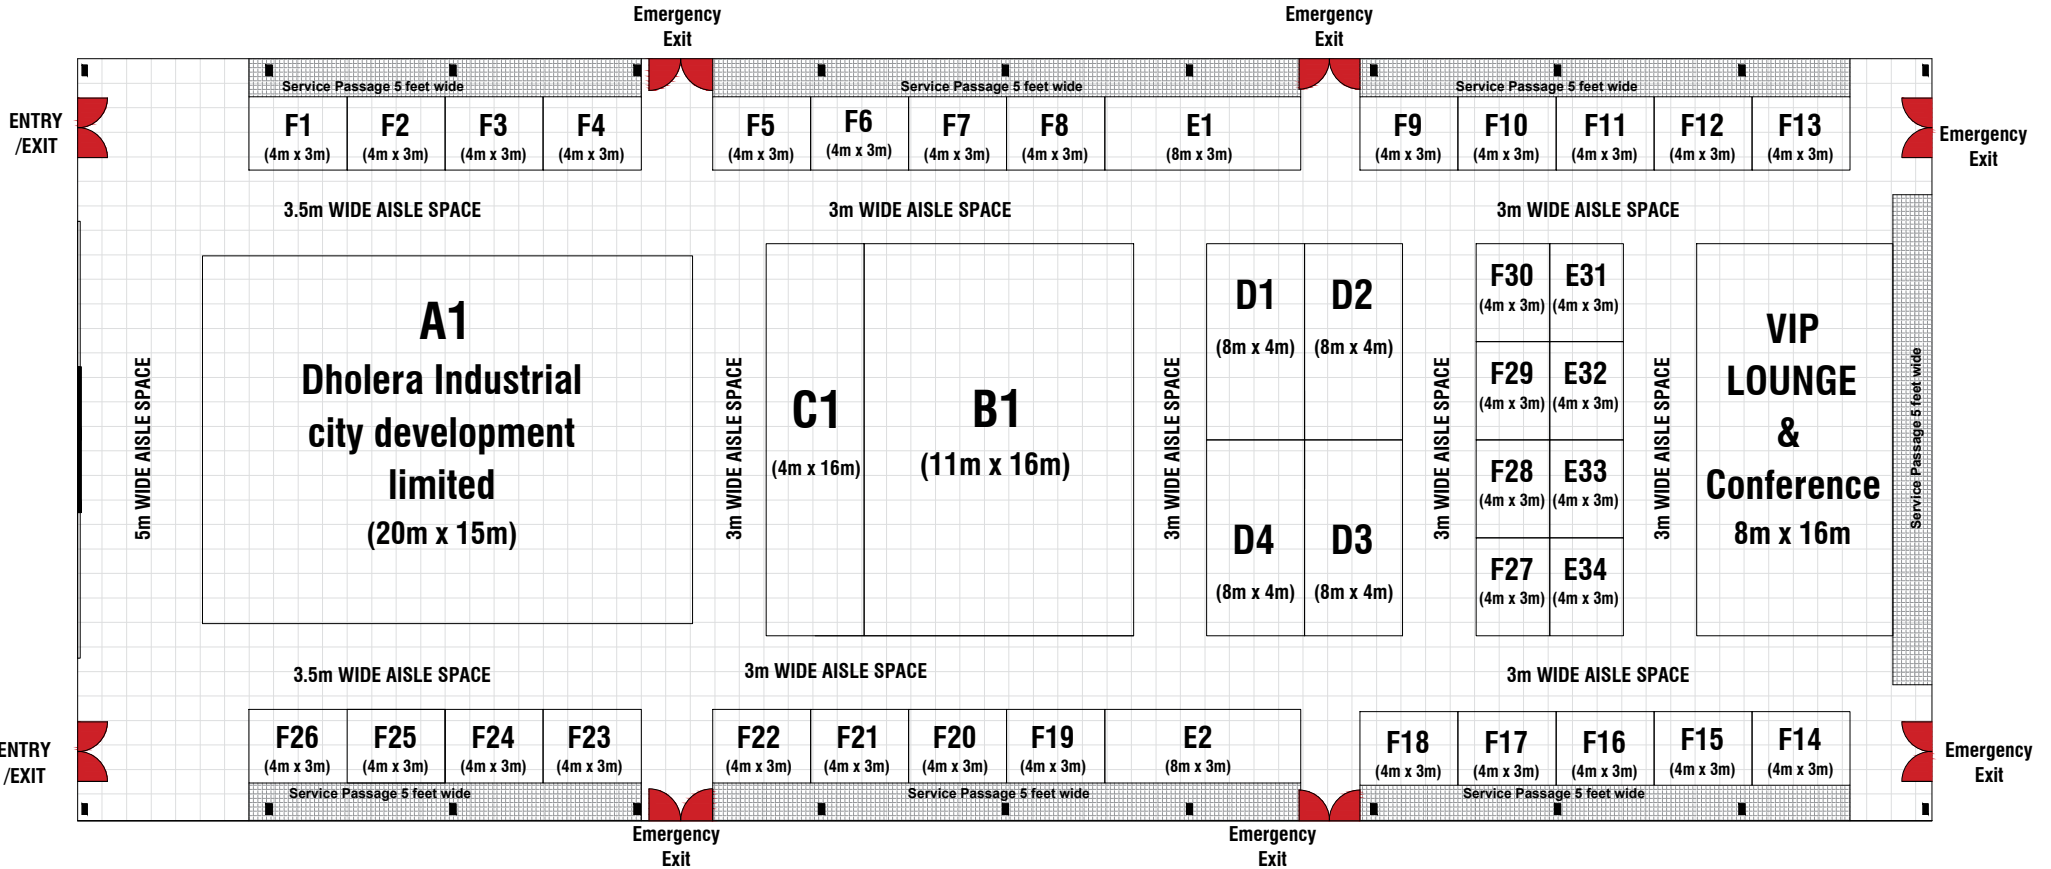 Emergency
Exit
Emergency
Exit
Service Passage 5 feet wide
Service Passage 5 feet wide
Service Passage 5 feet wide
ENTRY
/EXIT
F1
(4m x 3m)
F2
(4m x 3m)
F3
(4m x 3m)
F4
(4m x 3m)
F5
(4m x 3m)
F6
(4m x 3m)
F7
(4m x 3m)
F8
(4m x 3m)
E1
(8m x 3m)
F9
(4m x 3m)
F10
(4m x 3m)
F11
(4m x 3m)
F12
(4m x 3m)
F13
(4m x 3m)
Emergency
Exit
3.5m WIDE AISLE SPACE
3m WIDE AISLE SPACE
3m WIDE AISLE SPACE
5m WIDE AISLE SPACE
A1
Dholera Industrial
city development
limited
(20m x 15m)
3m WIDE AISLE SPACE
C1
(4m x 16m)
B1
(11m x 16m)
3m WIDE AISLE SPACE
D1
(8m x 4m)
D2
(8m x 4m)
D4
(8m x 4m)
D3
(8m x 4m)
3m WIDE AISLE SPACE
F30
(4m x 3m)
E31
(4m x 3m)
F29
(4m x 3m)
E32
(4m x 3m)
F28
(4m x 3m)
E33
(4m x 3m)
F27
(4m x 3m)
E34
(4m x 3m)
3m WIDE AISLE SPACE
VIP
LOUNGE
&
Conference
8m x 16m
Service Passage 5 feet wide
3.5m WIDE AISLE SPACE
3m WIDE AISLE SPACE
3m WIDE AISLE SPACE
ENTRY
/EXIT
F26
(4m x 3m)
F25
(4m x 3m)
F24
(4m x 3m)
F23
(4m x 3m)
F22
(4m x 3m)
F21
(4m x 3m)
F20
(4m x 3m)
F19
(4m x 3m)
E2
(8m x 3m)
F18
(4m x 3m)
F17
(4m x 3m)
F16
(4m x 3m)
F15
(4m x 3m)
F14
(4m x 3m)
Emergency
Exit
Service Passage 5 feet wide
Service Passage 5 feet wide
Service Passage 5 feet wide
Emergency
Exit
Emergency
Exit